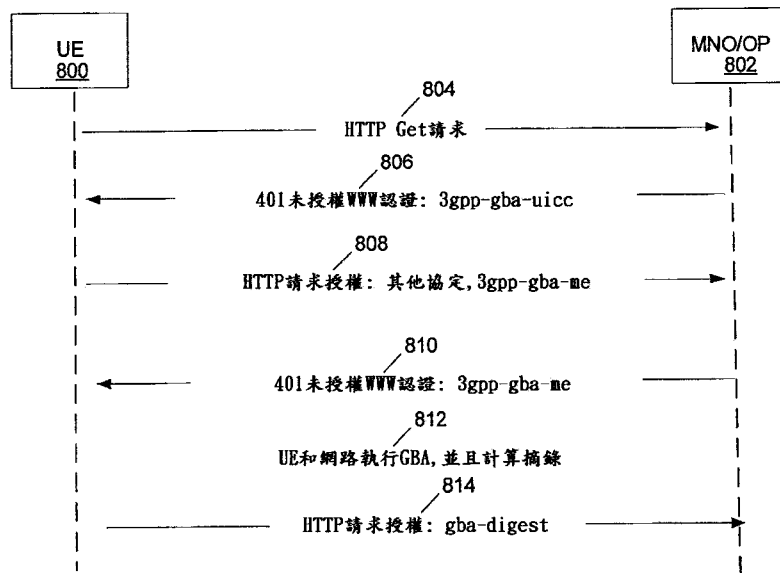 UE
800
MNO/OP
802
804
HTTP Get請求
806
401未授權WWW認證: 3gpp-gba-uicc
808
HTTP請求授權: 其他協定,3gpp-gba-me
810
401未授權WWW認證: 3gpp-gba-me
812
UE和網路執行GBA,並且計算摘錄
814
HTTP請求授權: gba-digest